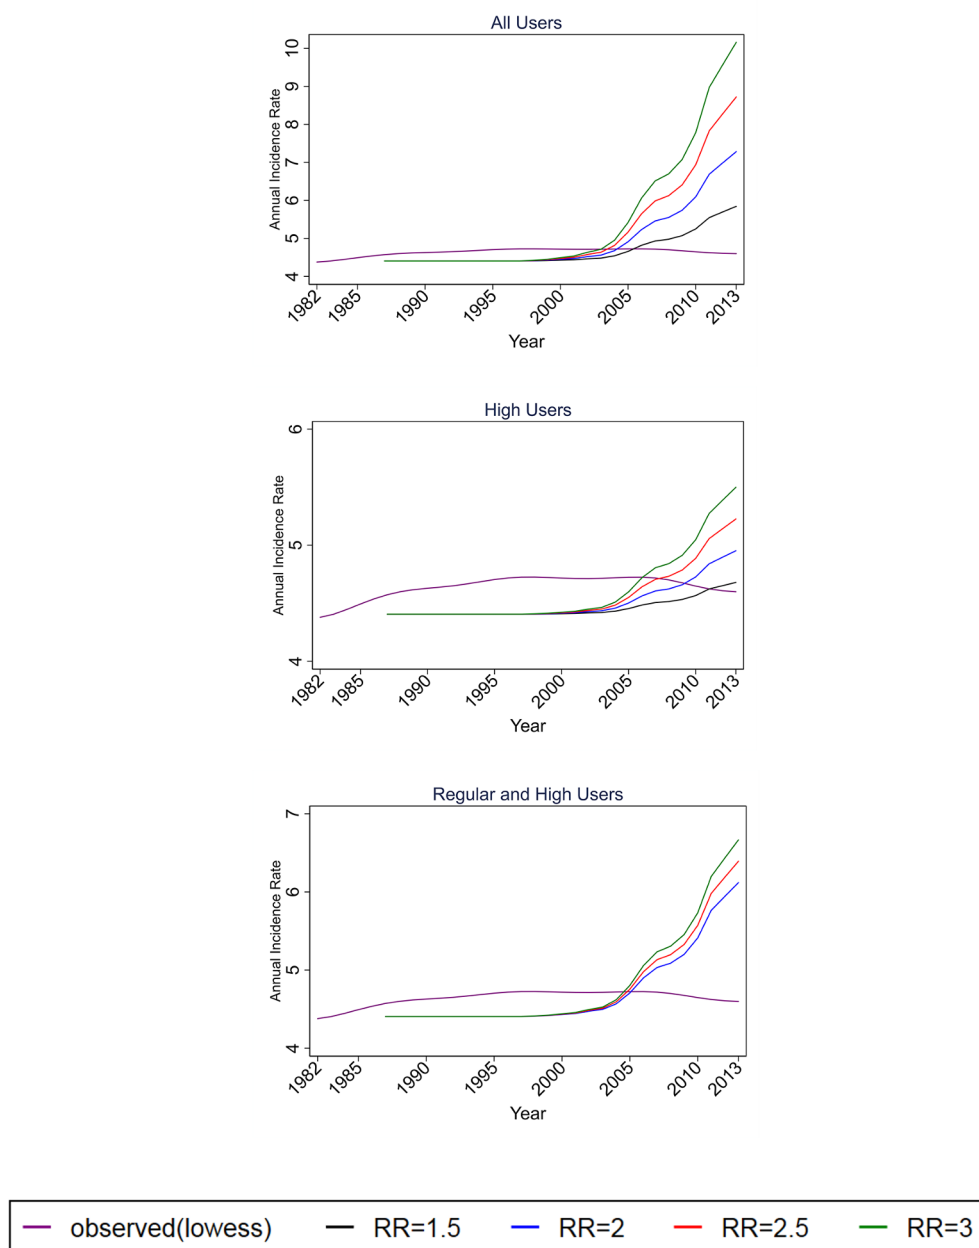 All Users
Annual Incidence Rate
10
9
8
7
6
5
4
1982 1985 1990 1995 2000 2005 2010 2013
Year
High Users
Annual Incidence Rate
6
5
4
1982 1985 1990 1995 2000 2005 2010 2013
Year
Regular and High Users
Annual Incidence Rate
7
6
5
4
1982 1985 1990 1995 2000 2005 2010 2013
Year
observed(lowess) RR=1.5 RR=2 RR=2.5 RR=3